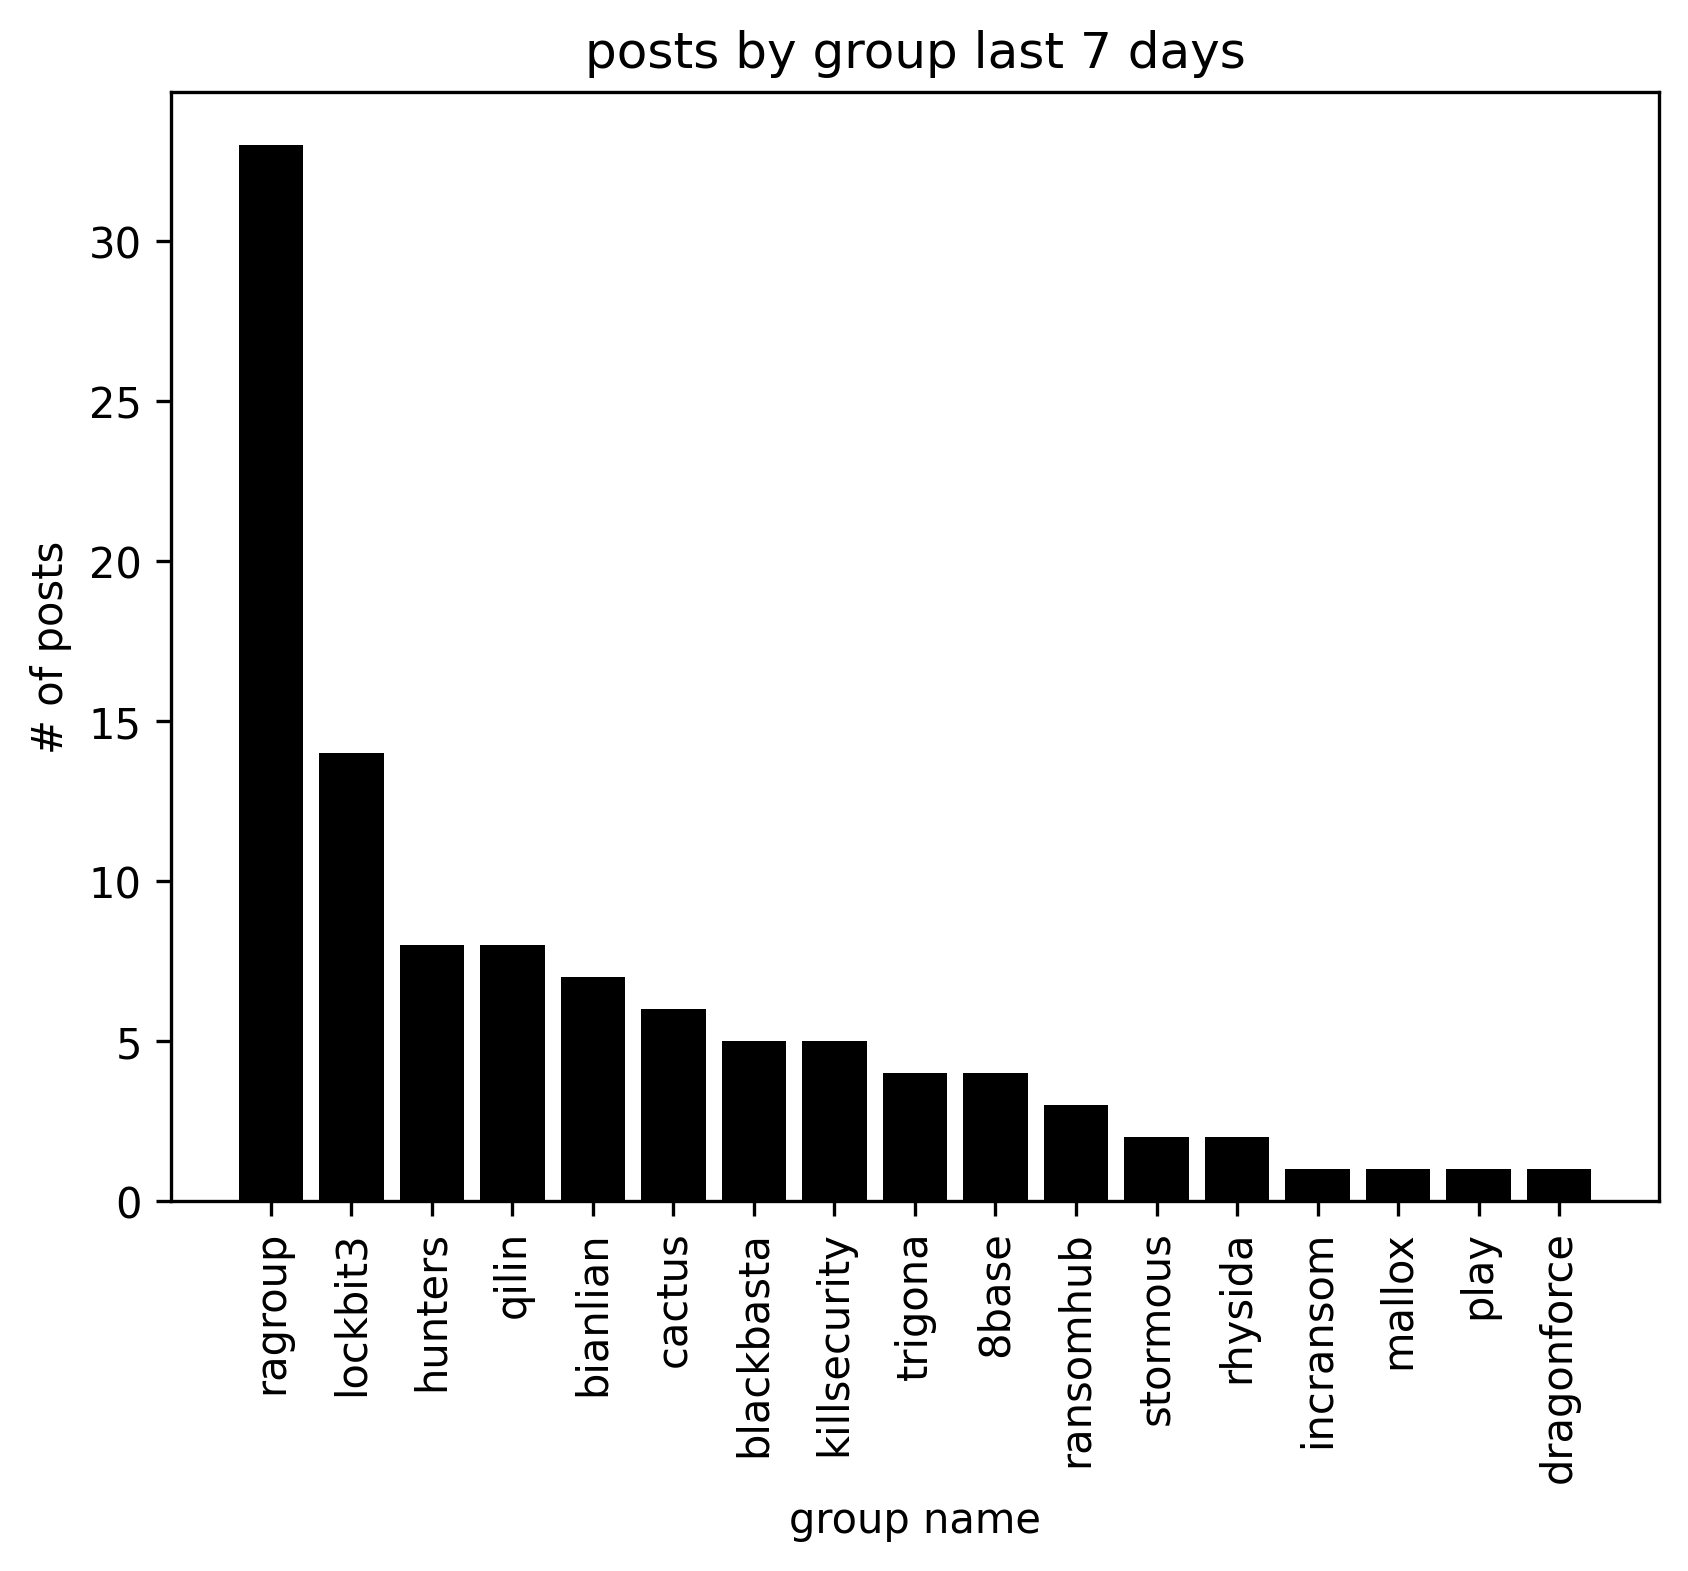 posts by group last 7 days
# of posts
30
25
20
15
10
5
0
ragroup
lockbit3
hunters
qilin
bianlian
cactus
blackbasta
killsecurity
trigona
8base
ransomhub
stormous
rhysida
incransom
mallox
play
dragonforce
group name